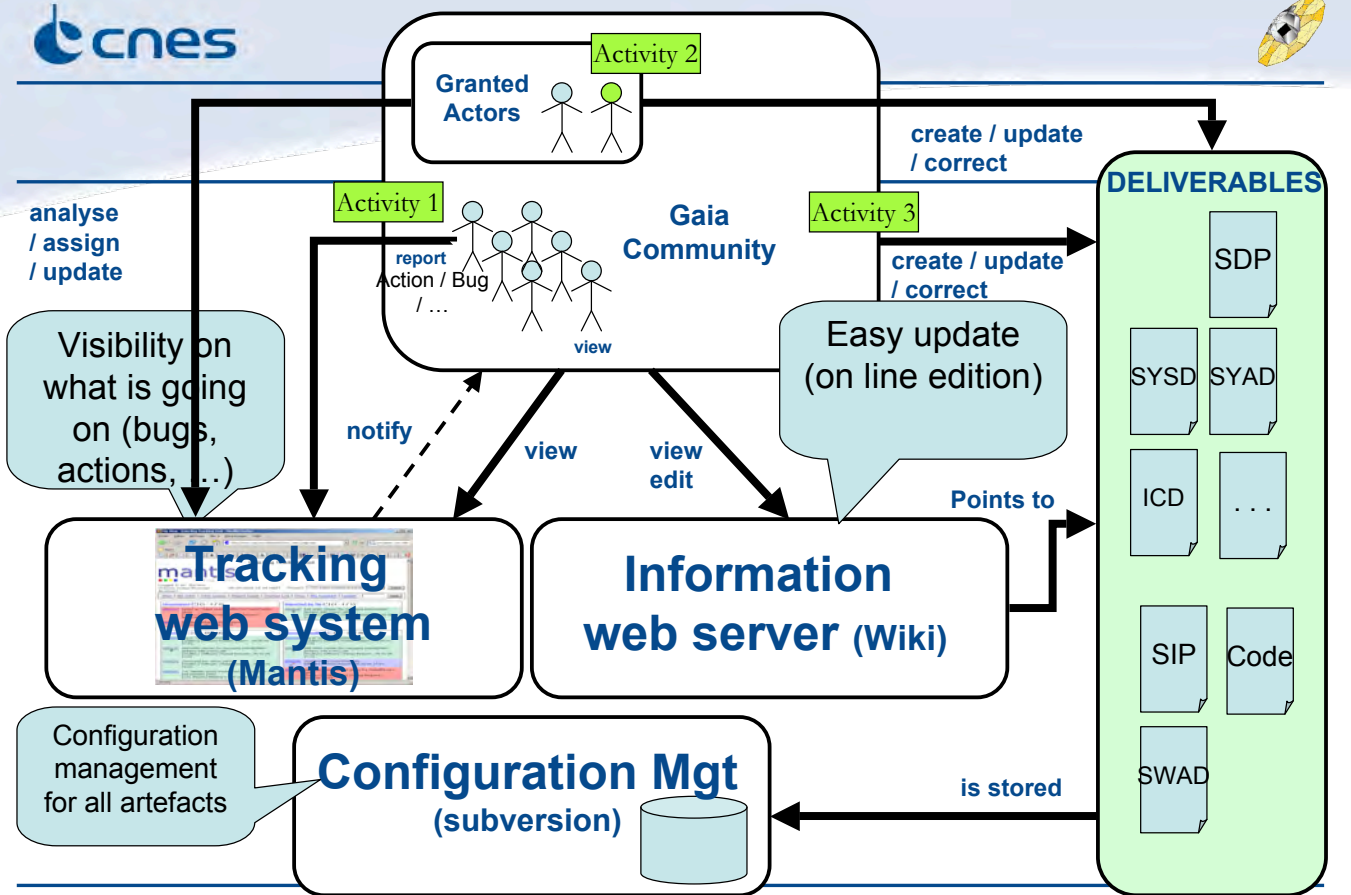 cnes
Activity 2
Granted
Actors
create / update
/ correct
DELIVERABLES
analyse
/ assign
/ update
Activity 1
Gaia
Community
Activity 3
report
Action / Bug
/ …
view
create / update
/ correct
SDP
Visibility on
what is going
on (bugs,
actions, …)
Easy update
(on line edition)
SYSD
SYAD
notify
view
view
edit
Points to
ICD
. . .
mantis
Tracking
web system
(Mantis)
Information
web server (Wiki)
SIP
Code
Configuration
management
for all artefacts
Configuration Mgt
(subversion)
is stored
SWAD